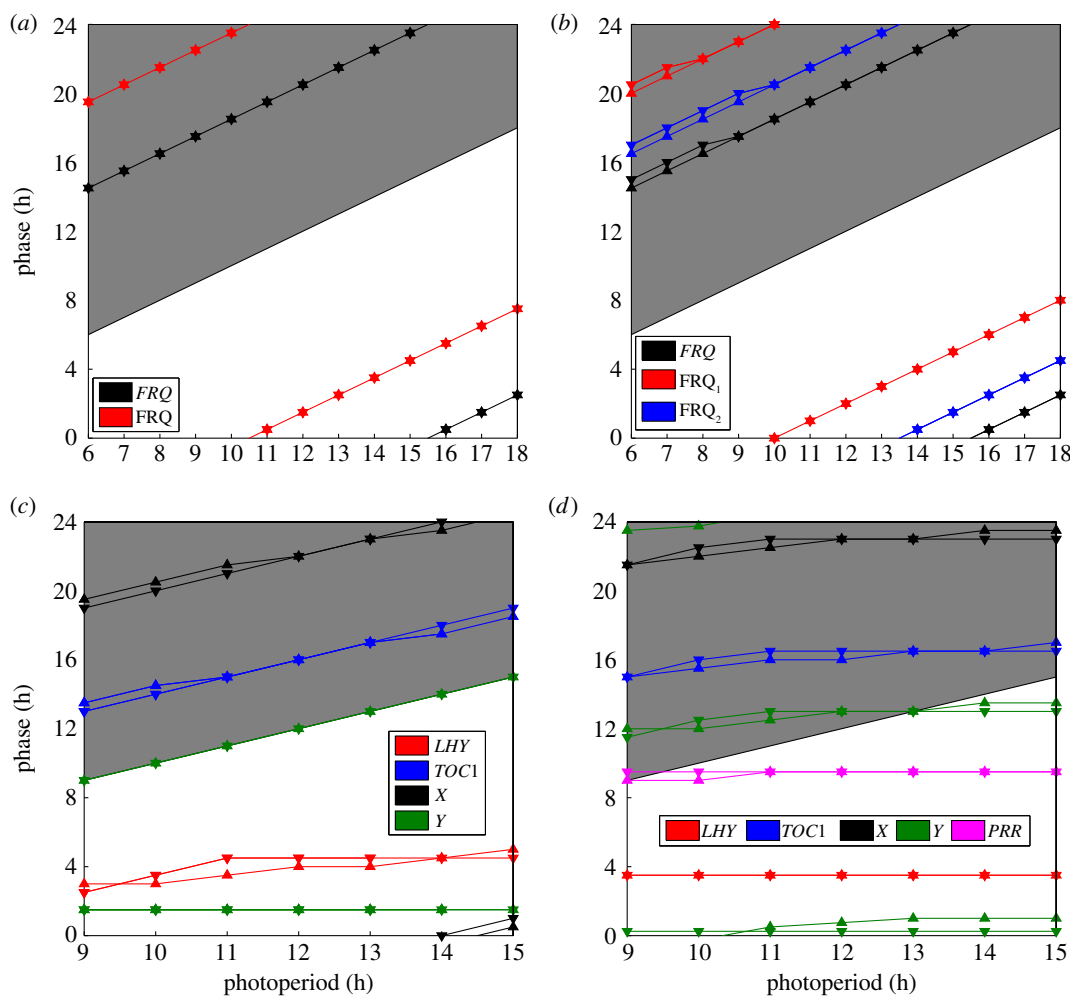 (a)
(b)
24
20
16
12
8
4
0
phase (h)
FRQ
FRQ
6 7 8 9 10 11 12 13 14 15 16 17 18
24
20
16
12
8
4
0
FRQ
FRQ1
FRQ2
6 7 8 9 10 11 12 13 14 15 16 17 18
(c)
(d)
24
20
16
12
8
4
0
phase (h)
LHY
TOC1
X
Y
9 10 11 12 13 14 15
photoperiod (h)
24
20
16
12
8
4
0
LHY TOC1 X Y PRR
9 10 11 12 13 14 15
photoperiod (h)